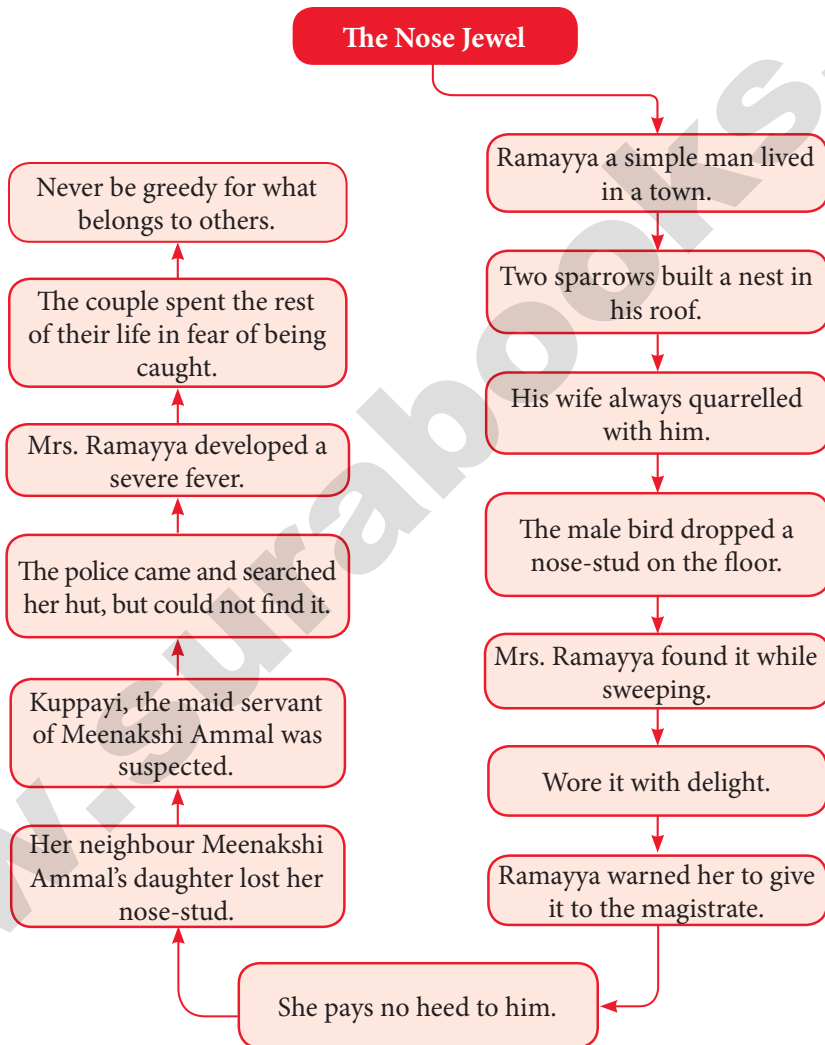 The Nose Jewel
Ramayya a simple man lived
in a town.
Two sparrows built a nest in
his roof.
His wife always quarrelled
with him.
The male bird dropped a
nose-stud on the floor.
Mrs. Ramayya found it while
sweeping.
Wore it with delight.
Ramayya warned her to give
it to the magistrate.
She pays no heed to him.
Her neighbour Meenakshi
Ammal’s daughter lost her
nose-stud.
Kuppayi, the maid servant
of Meenakshi Ammal was
suspected.
The police came and searched
her hut, but could not find it.
Mrs. Ramayya developed a
severe fever.
The couple spent the rest
of their life in fear of being
caught.
Never be greedy for what
belongs to others.
w.surabooks.